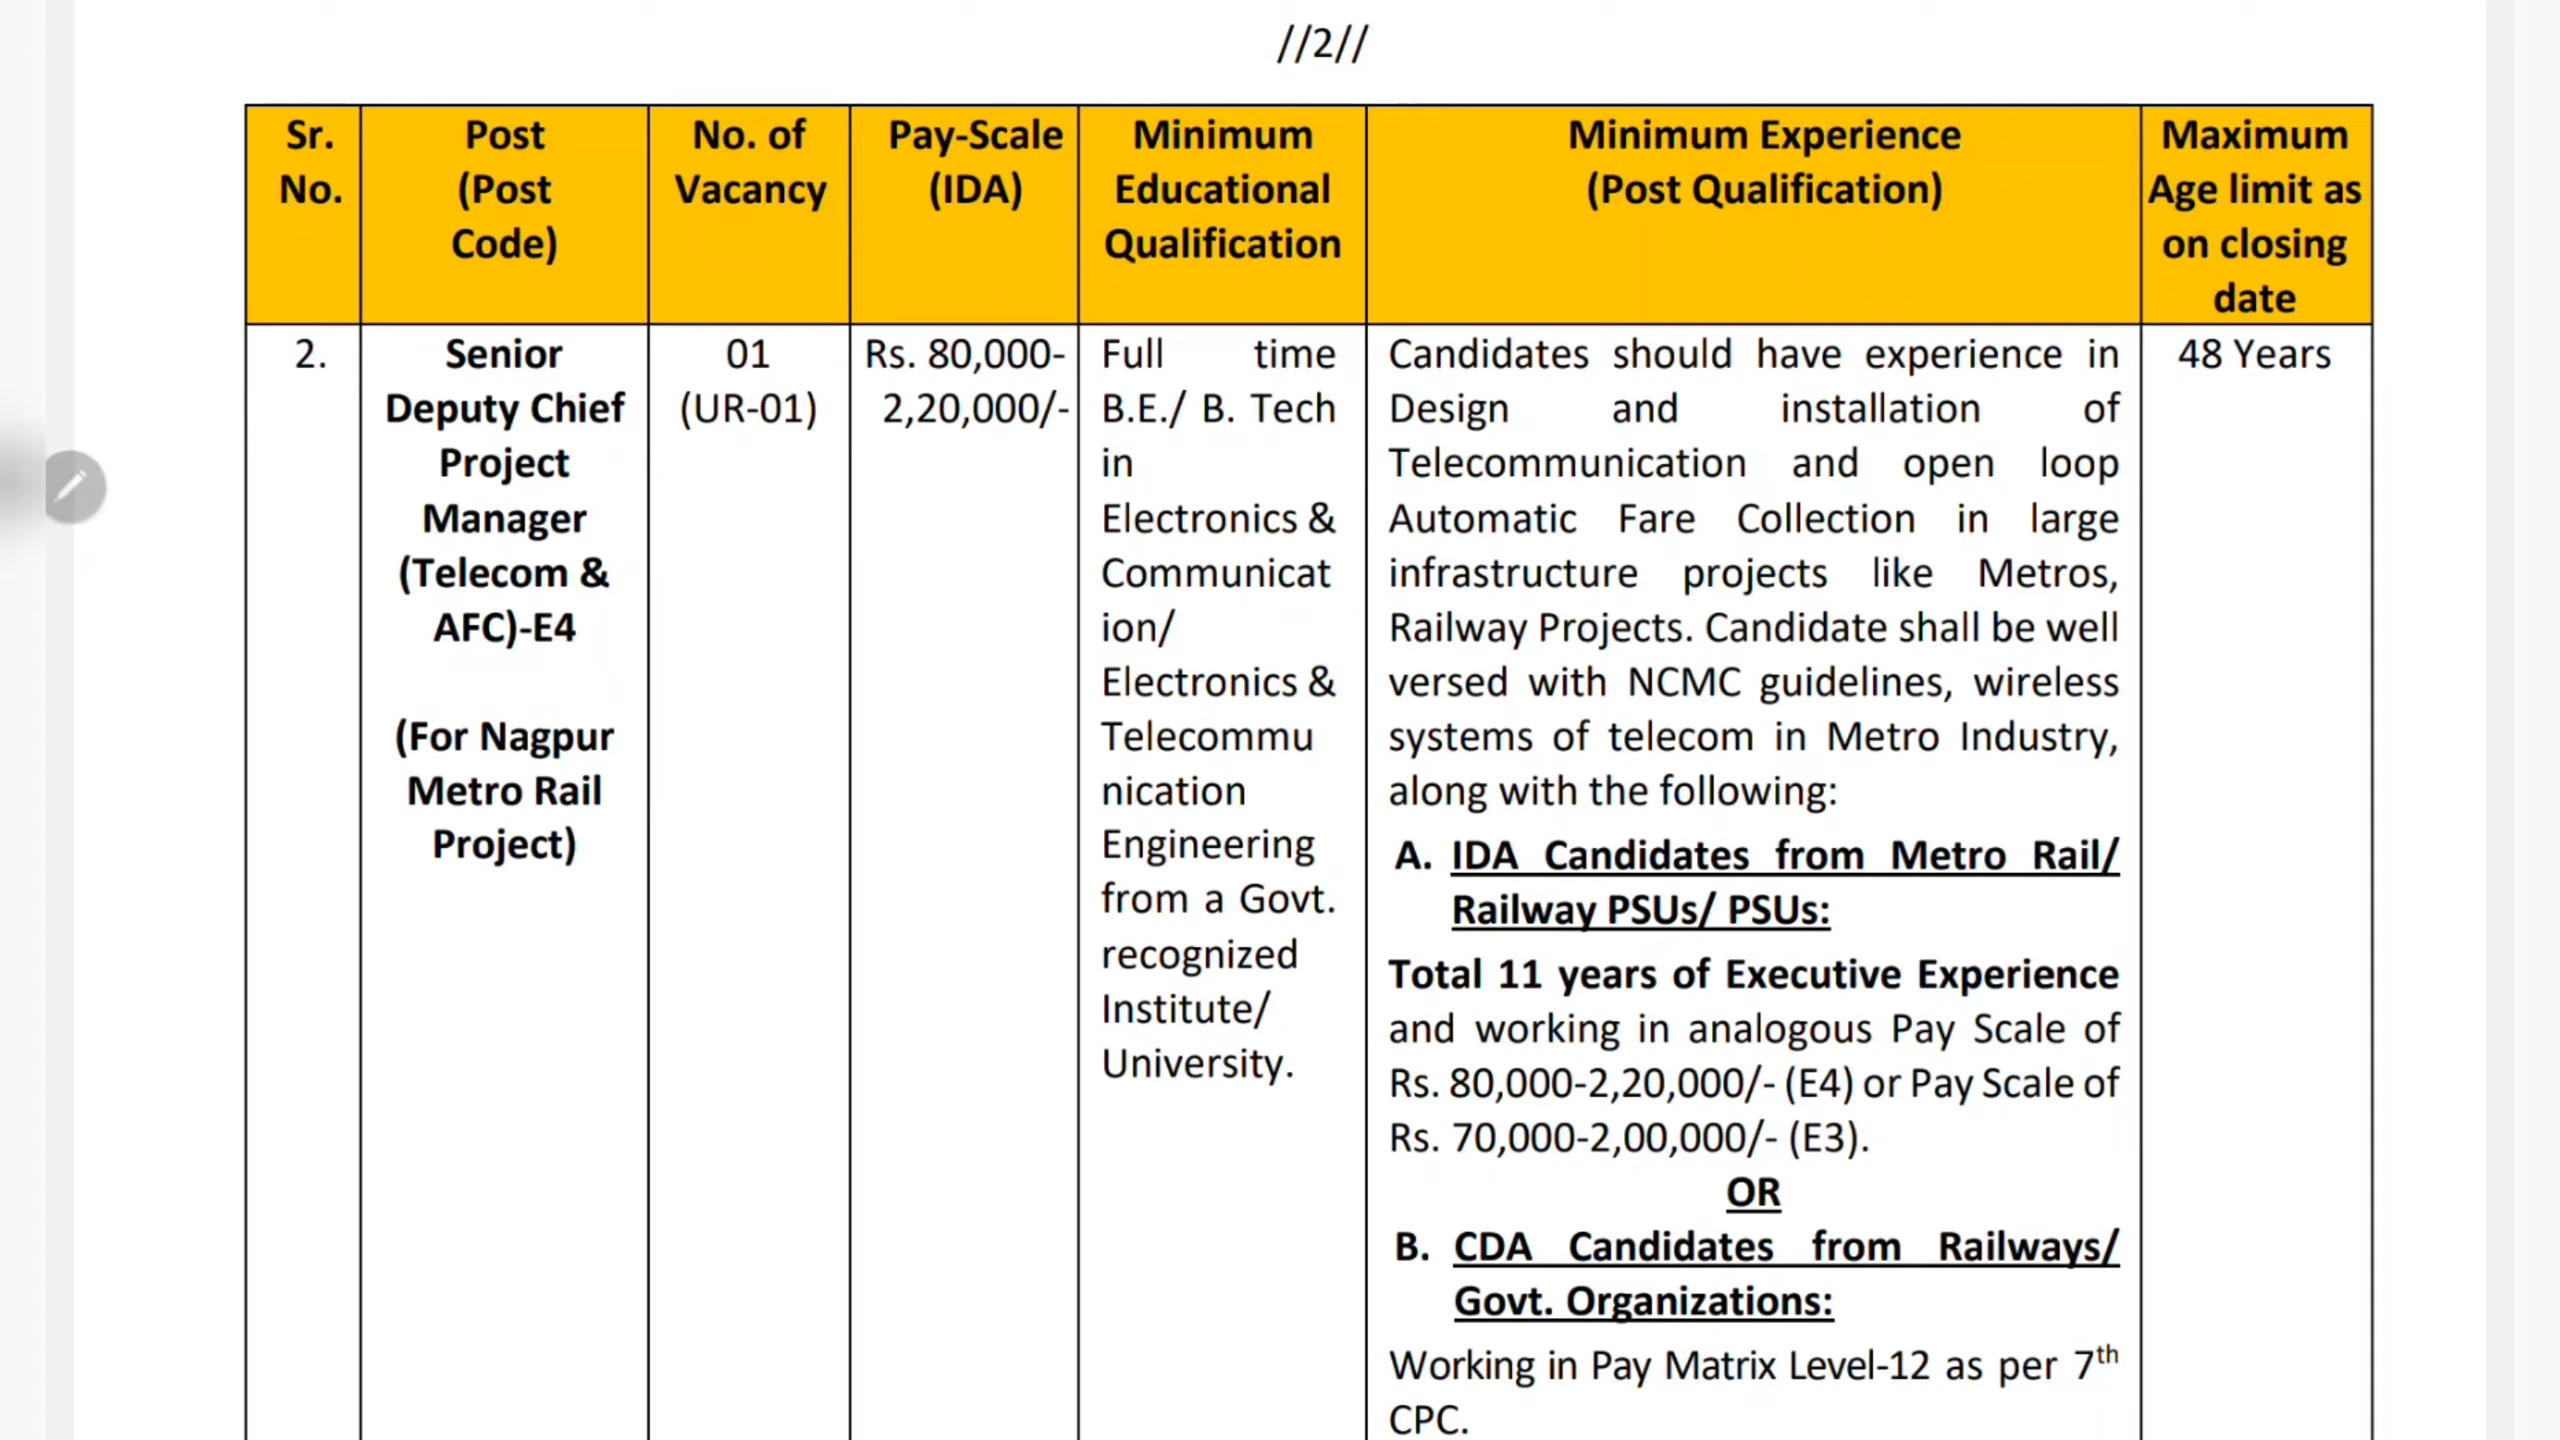 //2//
Sr.
No.
Post
(Post
Code)
No. of
Vacancy
Pay-Scale
(IDA)
Minimum
Educational
Qualification
Minimum Experience
(Post Qualification)
Maximum
Age limit as
on closing
date
2.
Senior
Deputy Chief
Project
Manager
(Telecom &
AFC)-E4
(For Nagpur
Metro Rail
Project)
01
(UR-01)
Rs. 80,000-
2,20,000/-
Full time
B.E./ B. Tech
in
Electronics &
Communicat
ion/
Electronics &
Telecommu
nication
Engineering
from a Govt.
recognized
Institute/
University.
Candidates should have experience in
Design and installation of
Telecommunication and open loop
Automatic Fare Collection in large
infrastructure projects like Metros,
Railway Projects. Candidate shall be well
versed with NCMC guidelines, wireless
systems of telecom in Metro Industry,
along with the following:
A. IDA Candidates from Metro Rail/
Railway PSUs/ PSUs:
Total 11 years of Executive Experience
and working in analogous Pay Scale of
Rs. 80,000-2,20,000/- (E4) or Pay Scale of
Rs. 70,000-2,00,000/- (E3).
OR
B. CDA Candidates from Railways/
Govt. Organizations:
Working in Pay Matrix Level-12 as per 7th
CPC.
48 Years